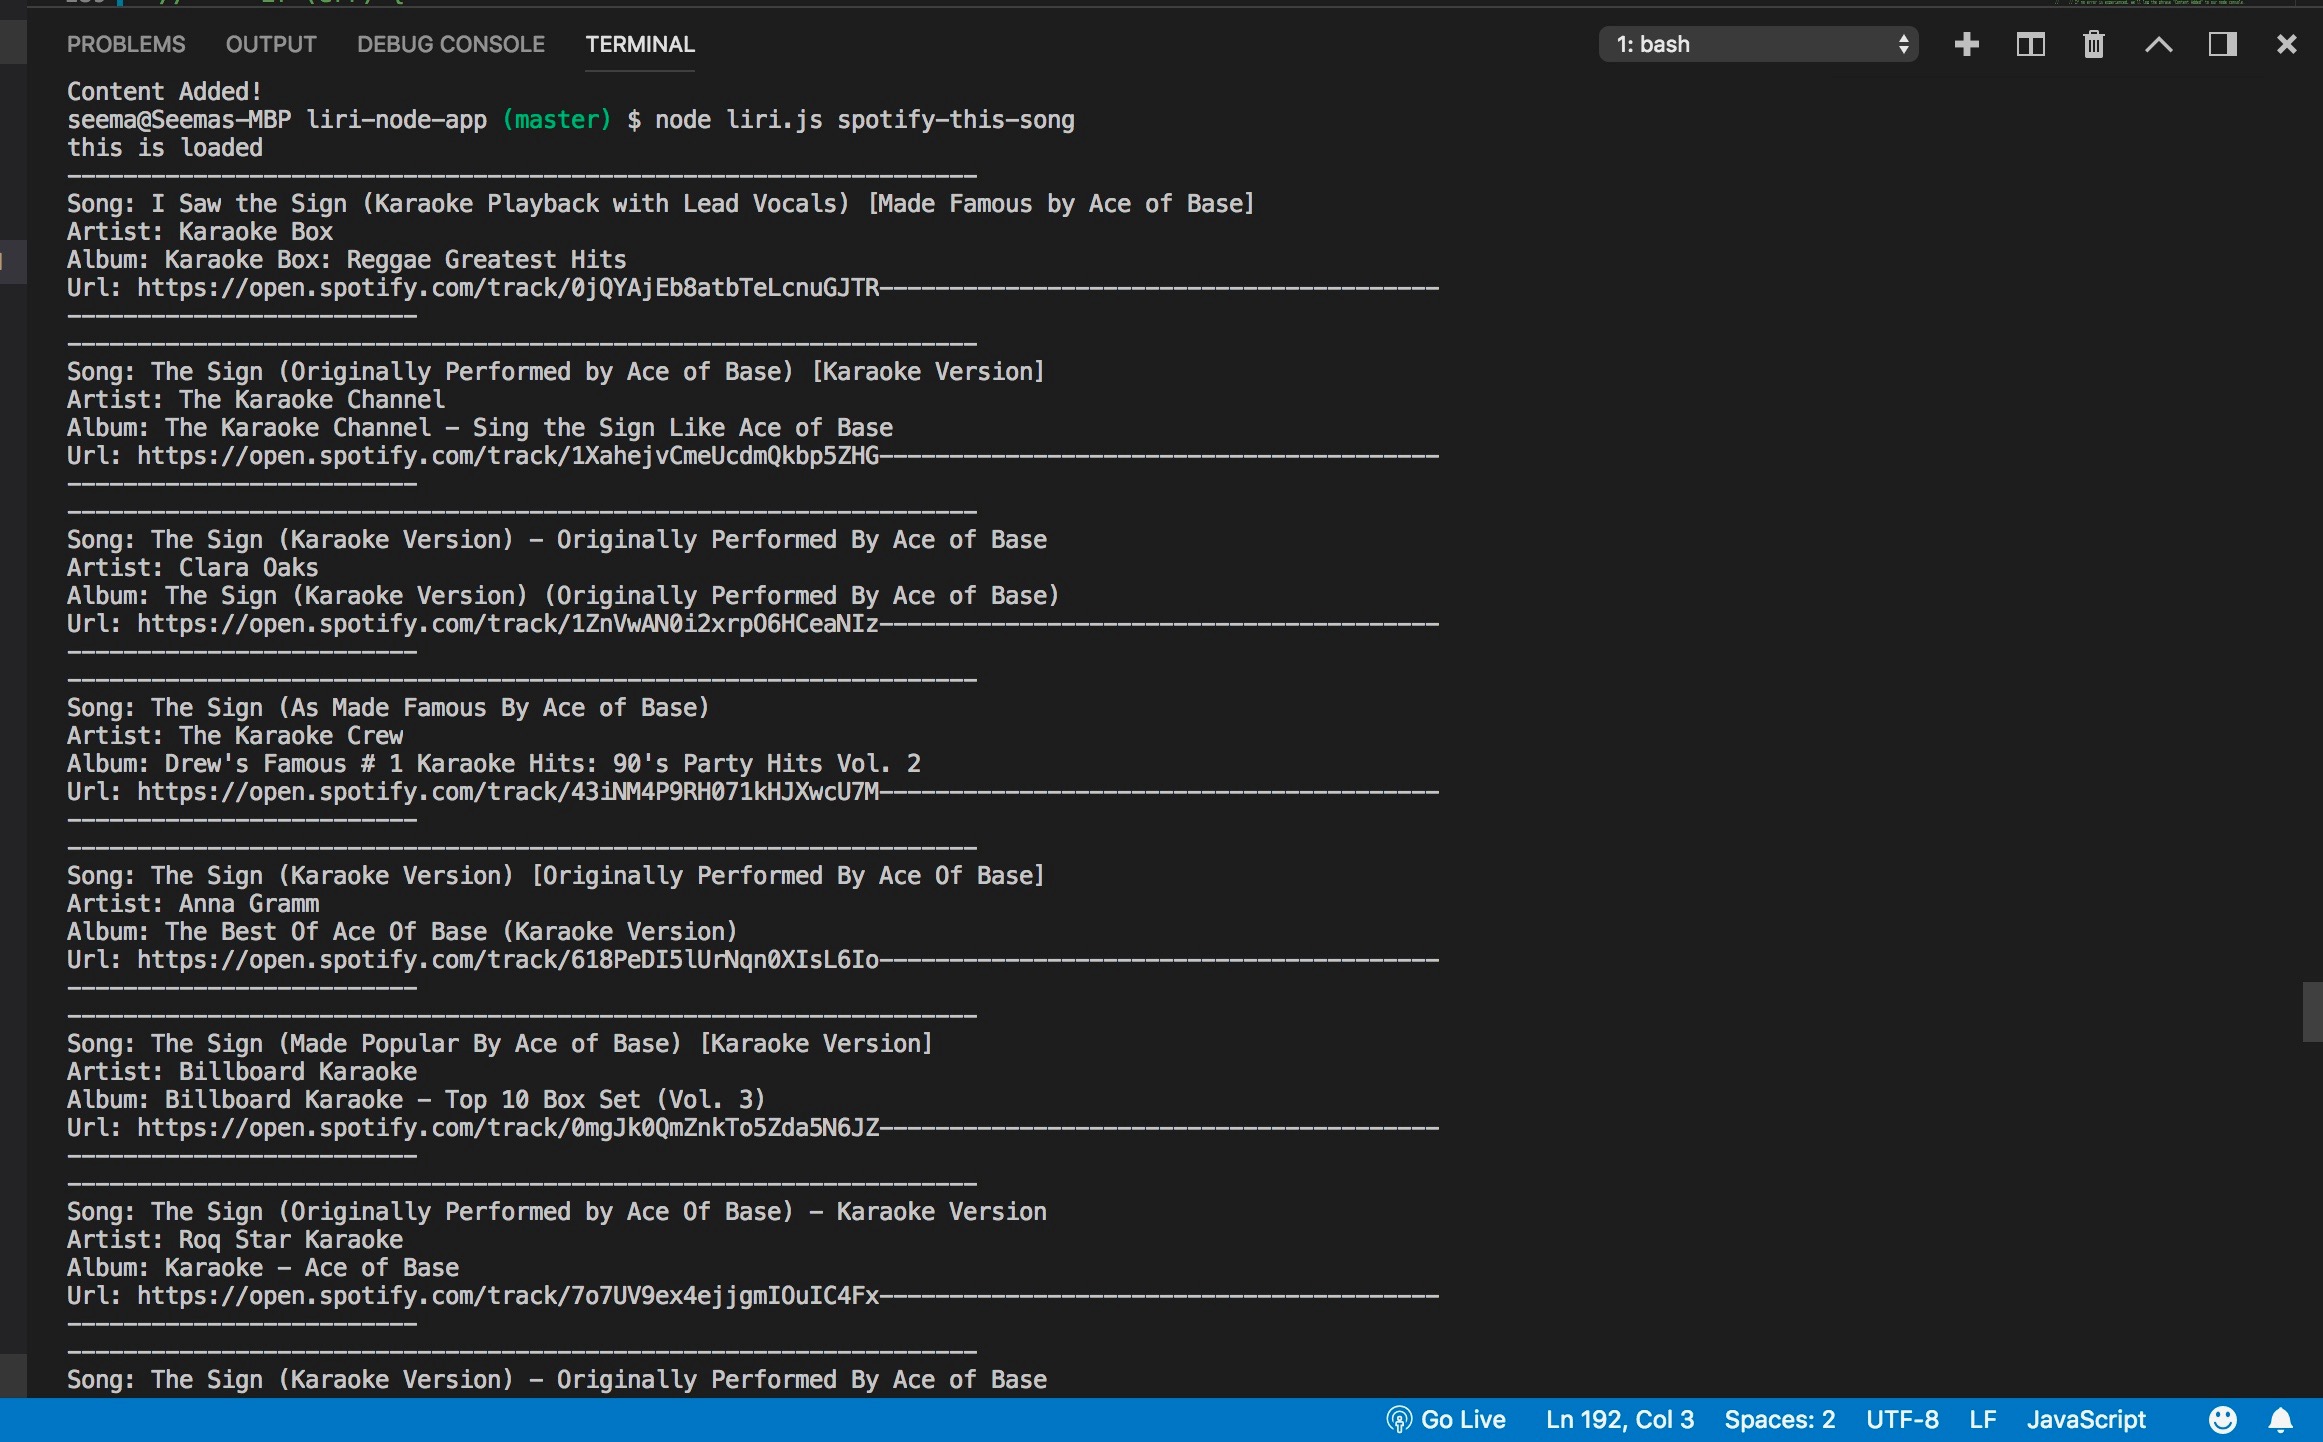 PROBLEMS OUTPUT DEBUG CONSOLE TERMINAL 1: bash
Content Added!
seema@Seemas-MBP liri-node-app (master) $ node liri.js spotify-this-song
this is loaded
-----------------------------------------------------------------
Song: I Saw the Sign (Karaoke Playback with Lead Vocals) [Made Famous by Ace of Base]
Artist: Karaoke Box
Album: Karaoke Box: Reggae Greatest Hits
Url: https://open.spotify.com/track/0jQYAjEb8atbTeLcnuGJTR----------------------------------------
-------------------------
-----------------------------------------------------------------
Song: The Sign (Originally Performed by Ace of Base) [Karaoke Version]
Artist: The Karaoke Channel
Album: The Karaoke Channel - Sing the Sign Like Ace of Base
Url: https://open.spotify.com/track/1XahejvCmeUcdmQkbp5ZHG----------------------------------------
-------------------------
-----------------------------------------------------------------
Song: The Sign (Karaoke Version) - Originally Performed By Ace of Base
Artist: Clara Oaks
Album: The Sign (Karaoke Version) (Originally Performed By Ace of Base)
Url: https://open.spotify.com/track/1ZnVwAN0i2xrpO6HCeaNIz----------------------------------------
-------------------------
-----------------------------------------------------------------
Song: The Sign (As Made Famous By Ace of Base)
Artist: The Karaoke Crew
Album: Drew's Famous # 1 Karaoke Hits: 90's Party Hits Vol. 2
Url: https://open.spotify.com/track/43iNM4P9RH071kHJXwcU7M----------------------------------------
-------------------------
-----------------------------------------------------------------
Song: The Sign (Karaoke Version) [Originally Performed By Ace Of Base]
Artist: Anna Gramm
Album: The Best Of Ace Of Base (Karaoke Version)
Url: https://open.spotify.com/track/618PeDI5lUrNqn0XIsL6Io----------------------------------------
-------------------------
-----------------------------------------------------------------
Song: The Sign (Made Popular By Ace of Base) [Karaoke Version]
Artist: Billboard Karaoke
Album: Billboard Karaoke - Top 10 Box Set (Vol. 3)
Url: https://open.spotify.com/track/0mgJk0QmZnkTo5Zda5N6JZ----------------------------------------
-------------------------
-----------------------------------------------------------------
Song: The Sign (Originally Performed by Ace Of Base) - Karaoke Version
Artist: Roq Star Karaoke
Album: Karaoke - Ace of Base
Url: https://open.spotify.com/track/7o7UV9ex4ejjgmIOuIC4Fx----------------------------------------
-------------------------
-----------------------------------------------------------------
Song: The Sign (Karaoke Version) - Originally Performed By Ace of Base
Go Live Ln 192, Col 3 Spaces: 2 UTF-8 LF JavaScript